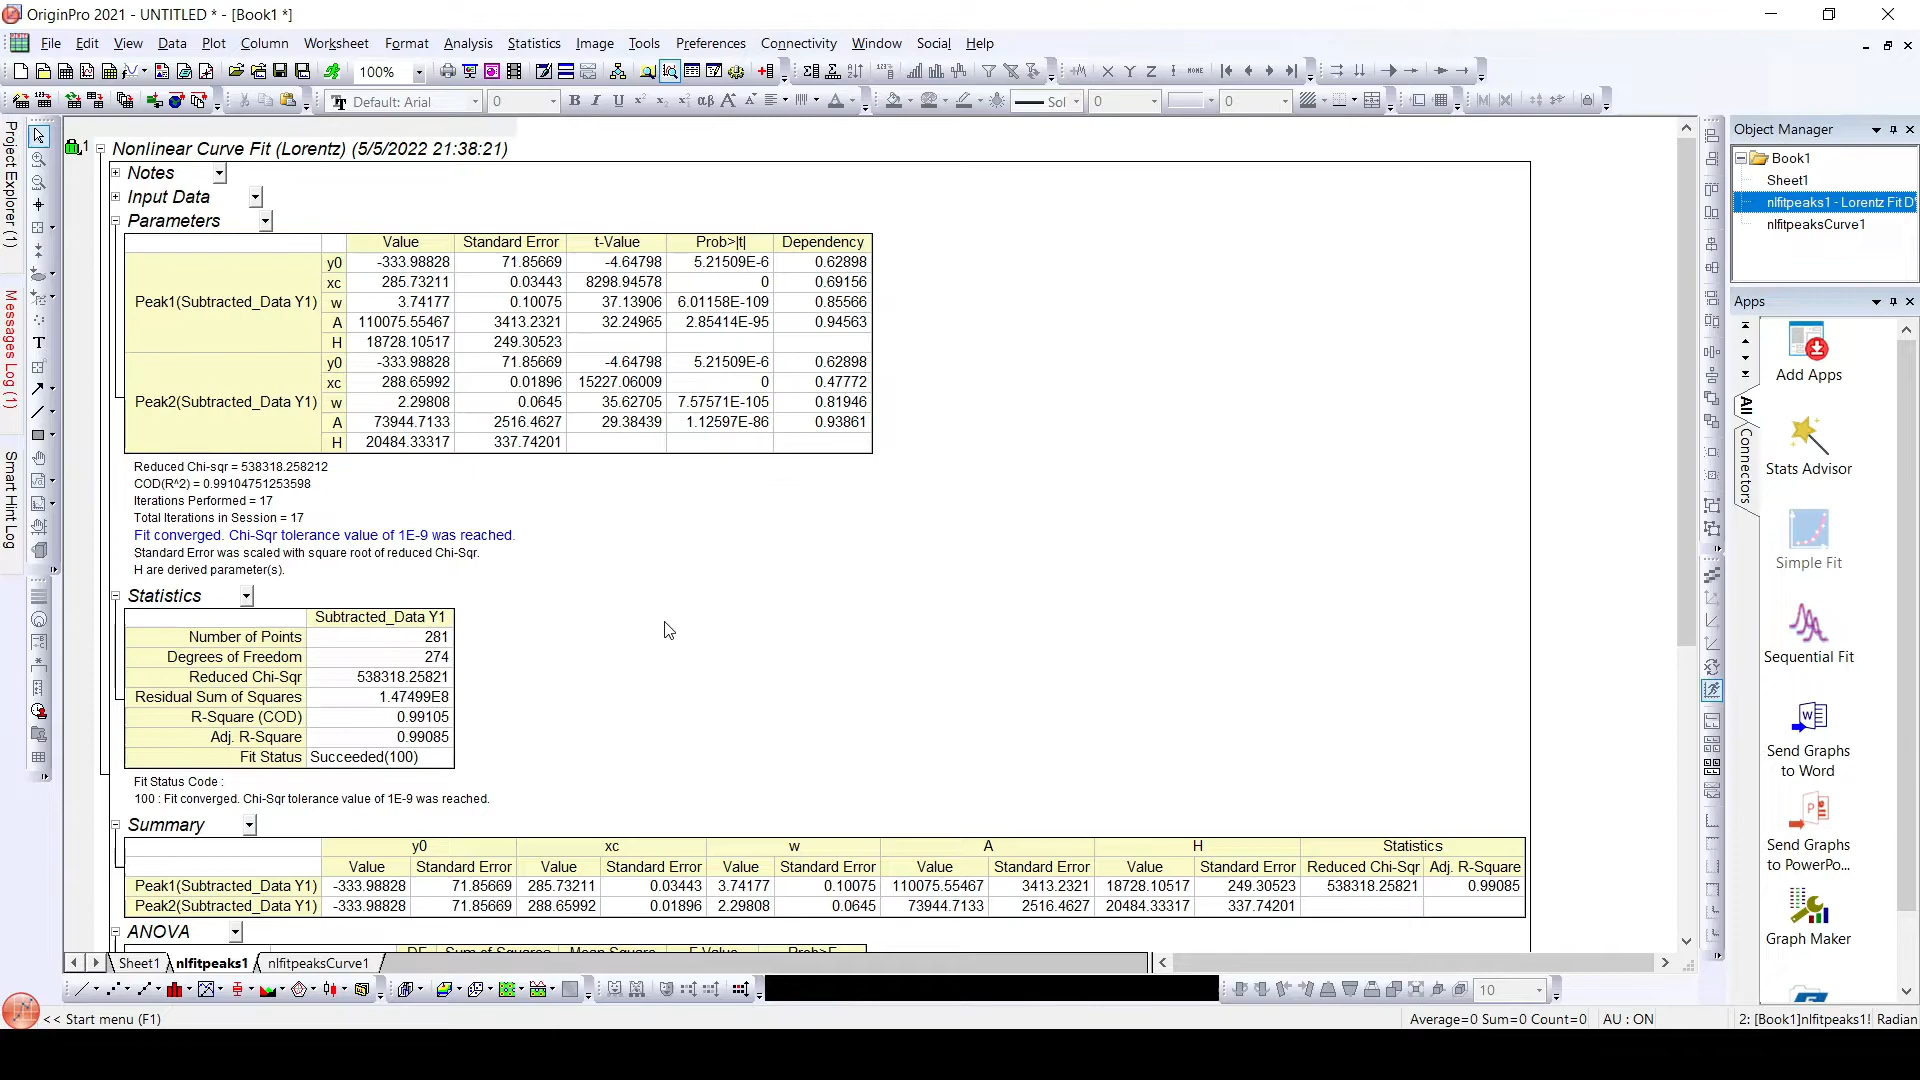 OriginPro 2021 - UNTITLED * - [Book1 *]
File Edit View Data Plot Column Worksheet Format Analysis Statistics Image Tools Preferences Connectivity Window Social Help
100%
Default: Arial 0 B I U αβ A A A Sol 0 0
Project Explorer (1)
Messages Log (1)
Smart Hint Log
1 Nonlinear Curve Fit (Lorentz) (5/5/2022 21:38:21)
Notes
Input Data
Parameters
Value Standard Error t-Value Prob>|t| Dependency
Peak1(Subtracted_Data Y1)
y0 -333.98828 71.85669 -4.64798 5.21509E-6 0.62898
xc 285.73211 0.03443 8298.94578 0 0.69156
w 3.74177 0.10075 37.13906 6.01158E-109 0.85566
A 110075.55467 3413.2321 32.24965 2.85414E-95 0.94563
H 18728.10517 249.30523
Peak2(Subtracted_Data Y1)
y0 -333.98828 71.85669 -4.64798 5.21509E-6 0.62898
xc 288.65992 0.01896 15227.06009 0 0.47772
w 2.29808 0.0645 35.62705 7.57571E-105 0.81946
A 73944.7133 2516.4627 29.38439 1.12597E-86 0.93861
H 20484.33317 337.74201
Reduced Chi-sqr = 538318.258212
COD(R^2) = 0.99104751253598
Iterations Performed = 17
Total Iterations in Session = 17
Fit converged. Chi-Sqr tolerance value of 1E-9 was reached.
Standard Error was scaled with square root of reduced Chi-Sqr.
H are derived parameter(s).
Statistics
Subtracted_Data Y1
Number of Points 281
Degrees of Freedom 274
Reduced Chi-Sqr 538318.25821
Residual Sum of Squares 1.47499E8
R-Square (COD) 0.99105
Adj. R-Square 0.99085
Fit Status Succeeded(100)
Fit Status Code :
100 : Fit converged. Chi-Sqr tolerance value of 1E-9 was reached.
Summary
y0 xc w A H Statistics
Value Standard Error Value Standard Error Value Standard Error Value Standard Error Value Standard Error Reduced Chi-Sqr Adj. R-Square
Peak1(Subtracted_Data Y1) -333.98828 71.85669 285.73211 0.03443 3.74177 0.10075 110075.55467 3413.2321 18728.10517 249.30523 538318.25821 0.99085
Peak2(Subtracted_Data Y1) -333.98828 71.85669 288.65992 0.01896 2.29808 0.0645 73944.7133 2516.4627 20484.33317 337.74201
ANOVA
DF Sum of Squares Mean Square F Value Prob>F
Sheet1 nlfitpeaks1 nlfitpeaksCurve1
10
<< Start menu (F1)
Average=0 Sum=0 Count=0 AU : ON 2: [Book1]nlfitpeaks1! Radian
Object Manager
Book1
Sheet1
nlfitpeaks1 - Lorentz Fit D
nlfitpeaksCurve1
Apps
All
Connectors
Add Apps
Stats Advisor
Simple Fit
Sequential Fit
Send Graphs
to Word
Send Graphs
to PowerPo...
Graph Maker